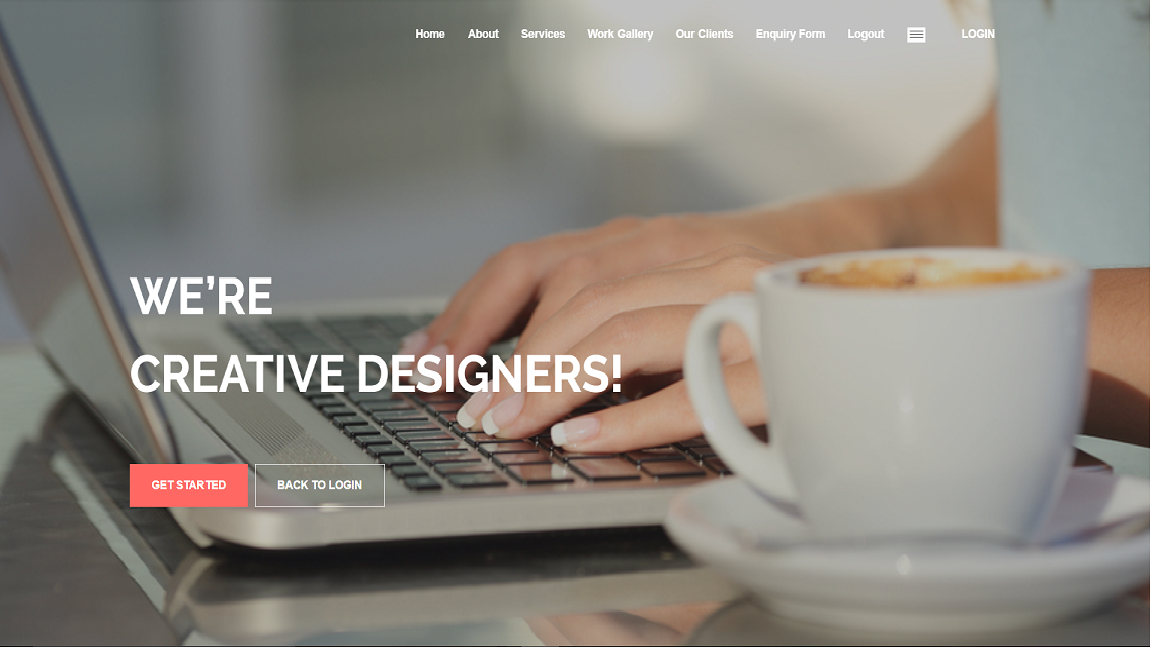 Home About Services Work Gallery Our Clients Enquiry Form Logout LOGIN
WE'RE
CREATIVE DESIGNERS!
GET STARTED BACK TO LOGIN